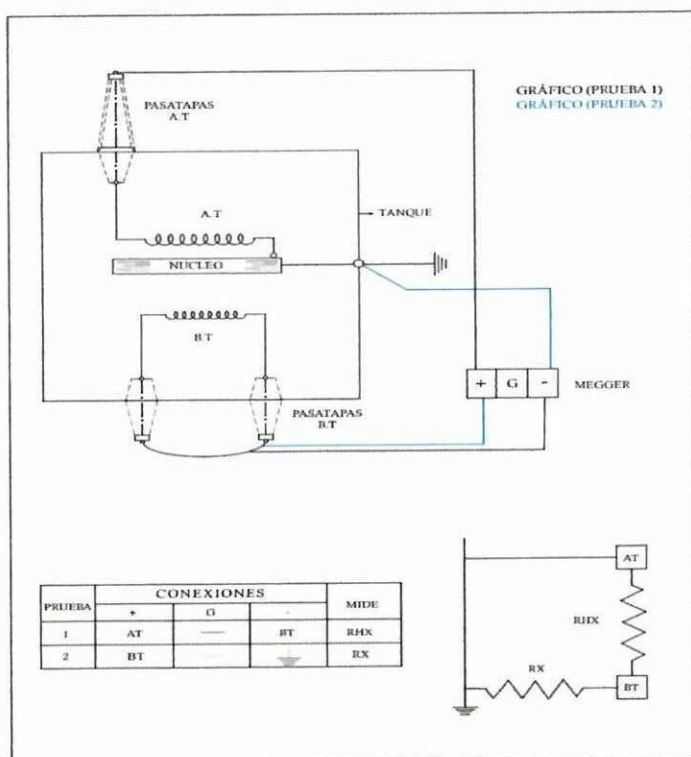 GRÁFICO (PRUEBA 1)
GRÁFICO (PRUEBA 2)
PASATAPAS
A.T
A.T
TANQUE
NUCLEO
B.T
+ G -
MEGGER
PASATAPAS
B.T
PRUEBA CONEXIONES MIDE
+ G -
1 AT — BT RHX
2 BT — RX
AT
RHX
RX
BT